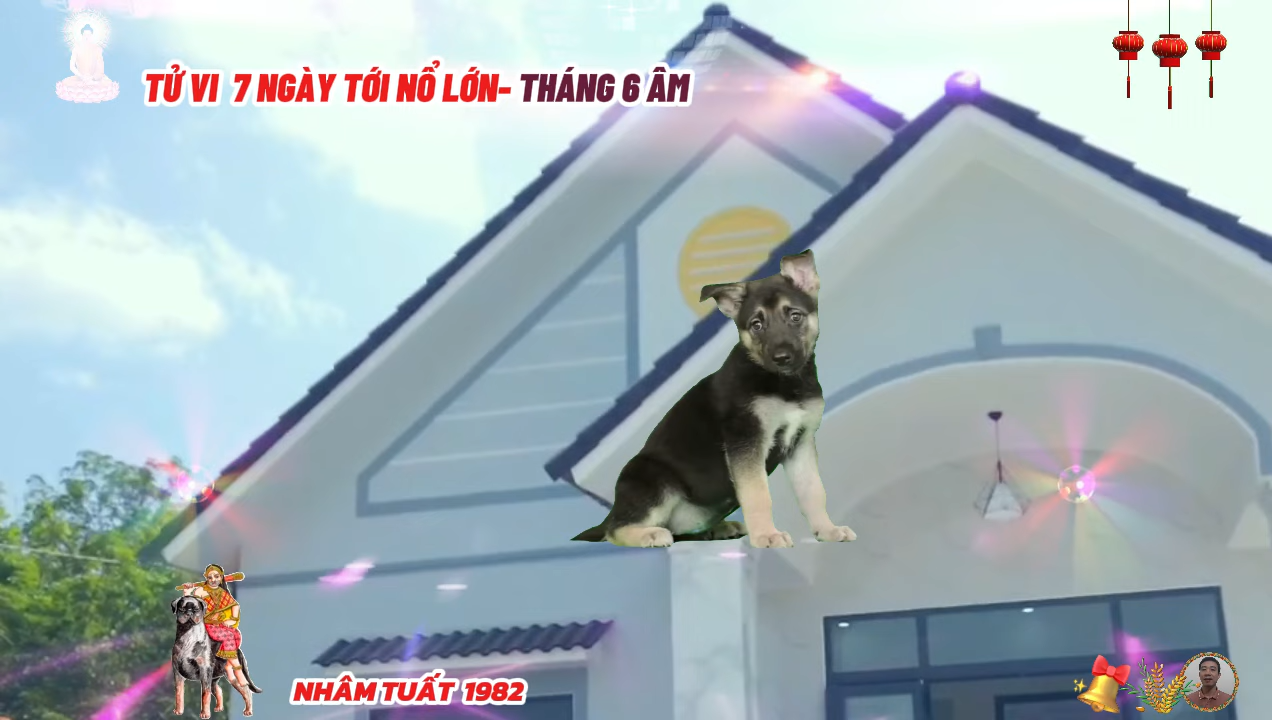 TỬ VI 7 NGÀY TỚI NỔ LỚN- THÁNG 6 ÂM
NHÂM TUẤT 1982